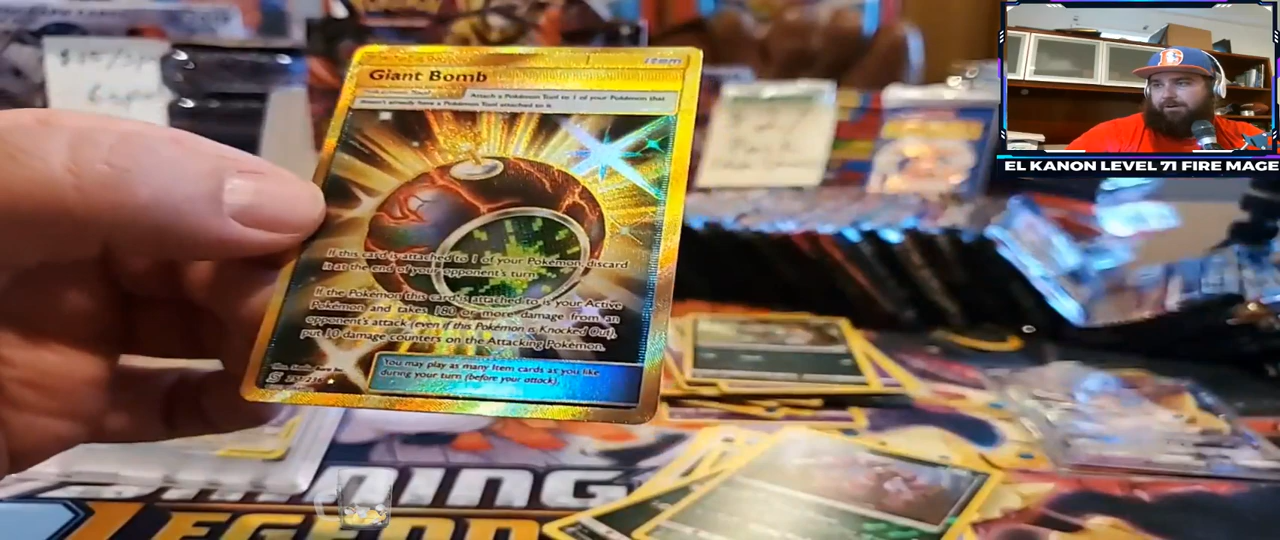 Giant Bomb
Item
Attach a Pokémon Tool to 1 of your Pokémon that
doesn't already have a Pokémon Tool attached to it.
If this card is attached to 1 of your Pokémon, discard
it at the end of your opponent's turn.
If the Pokémon this card is attached to is your Active
Pokémon and takes 180 or more damage from an
opponent's attack (even if this Pokémon is Knocked Out),
put 10 damage counters on the Attacking Pokémon.
You may play as many Item cards as you like
during your turn (before your attack).
EL KANON LEVEL 71 FIRE MAGE
SHINING
LEGEND